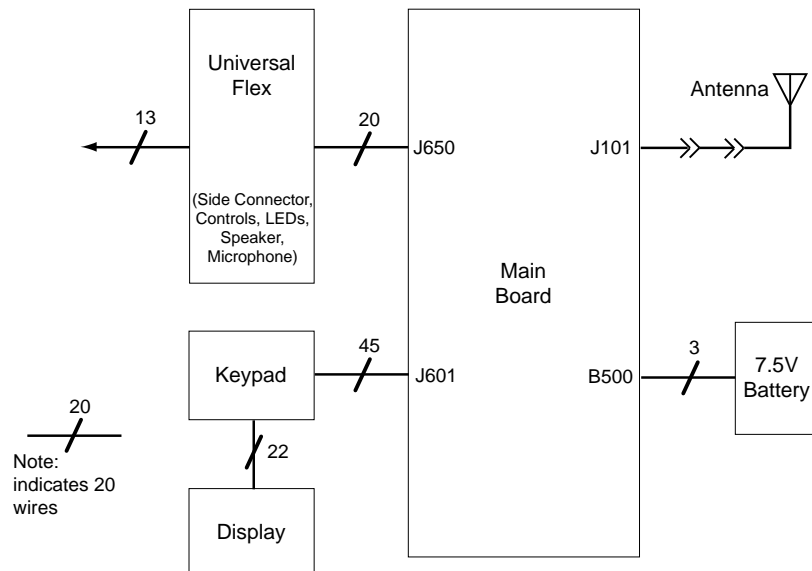 Universal
Flex
(Side Connector,
Controls, LEDs,
Speaker,
Microphone)
13
20
J650
J101
Antenna
Main
Board
Keypad
45
J601
B500
3
7.5V
Battery
22
Display
20
Note:
indicates 20
wires